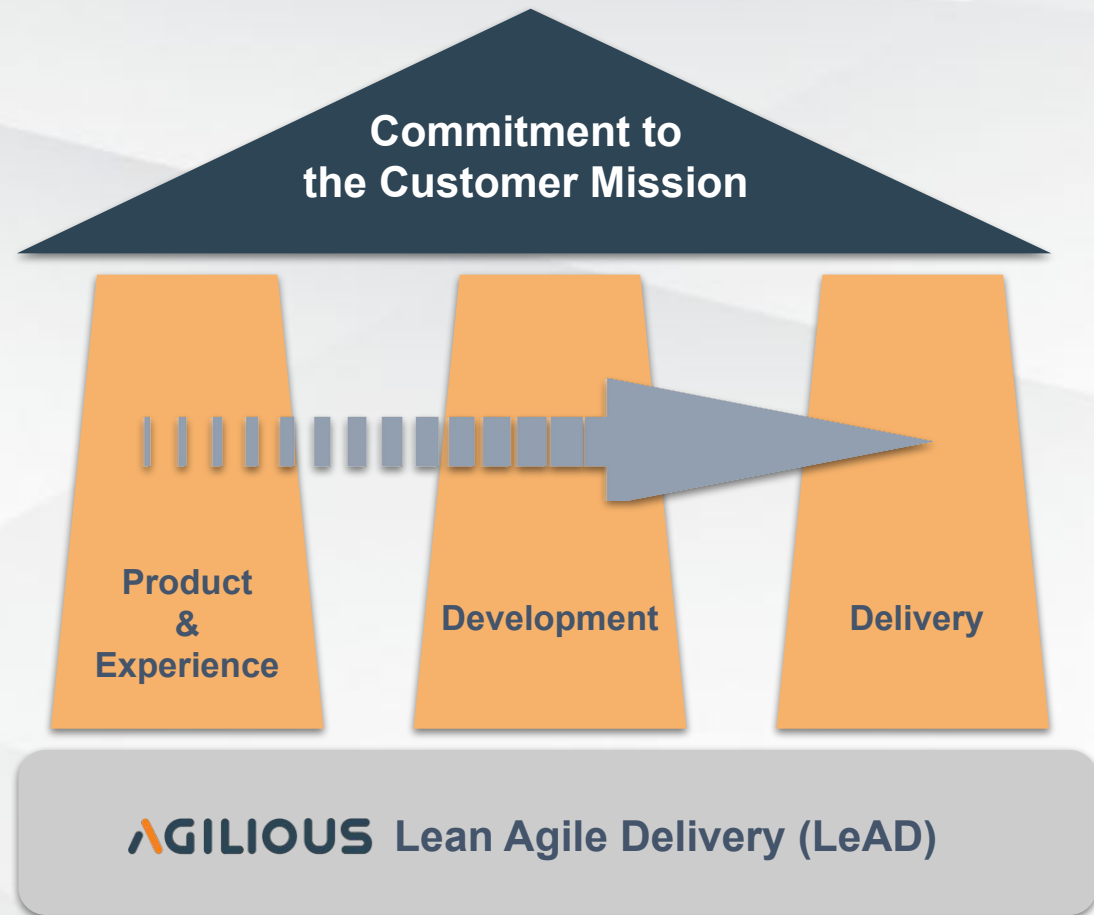 Commitment to
the Customer Mission
Product
&
Experience
Development
Delivery
AGILIOUS Lean Agile Delivery (LeAD)